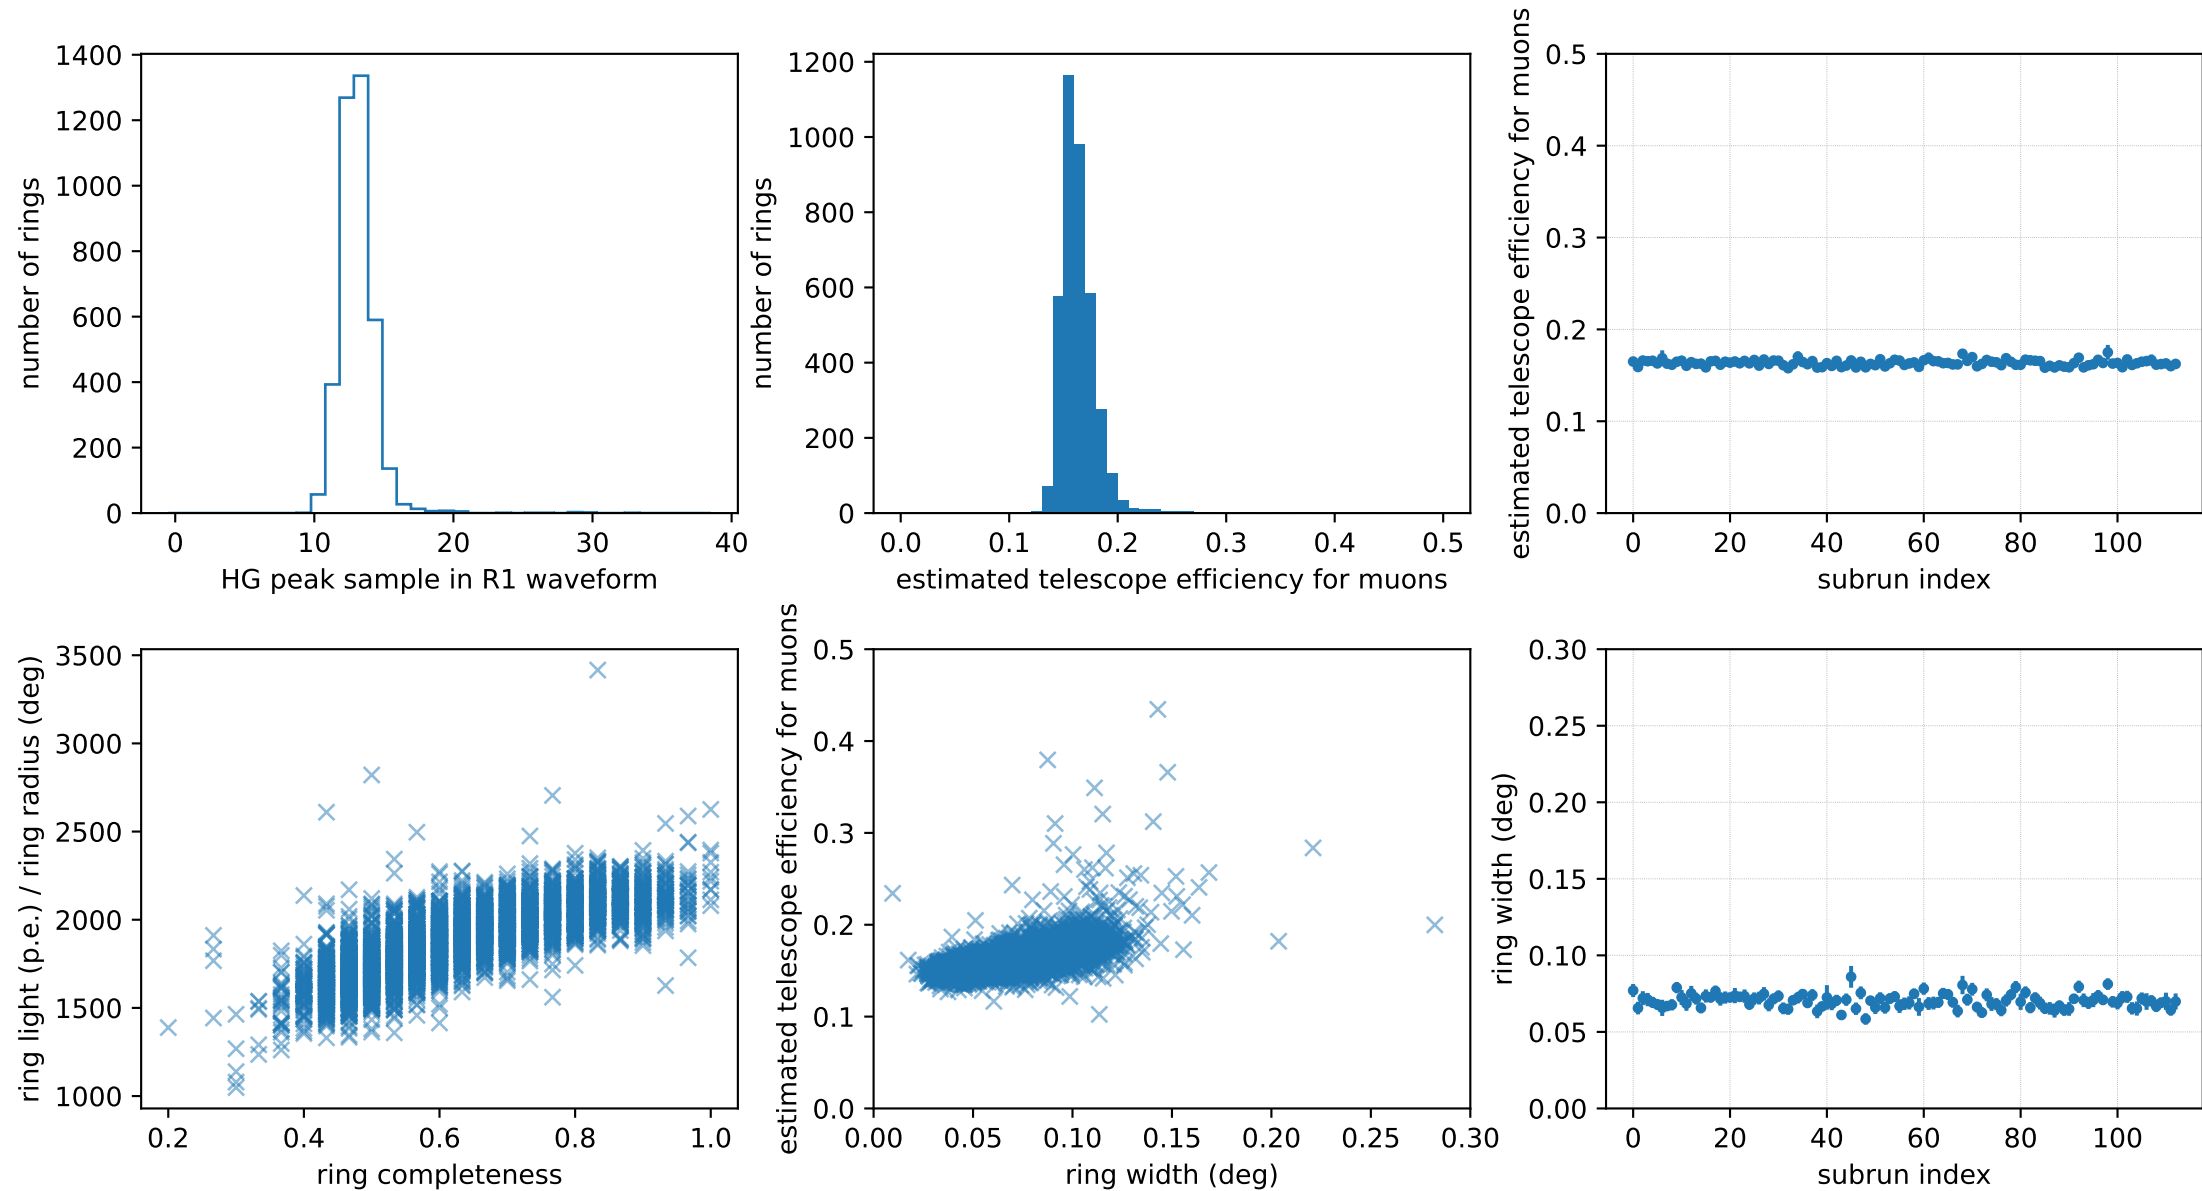 1400
1200
1000
800
600
400
200
0
0 10 20 30 40
number of rings
HG peak sample in R1 waveform
1200
1000
800
600
400
200
0
0.0 0.1 0.2 0.3 0.4 0.5
number of rings
estimated telescope efficiency for muons
0.5
0.4
0.3
0.2
0.1
0.0
0 20 40 60 80 100
estimated telescope efficiency for muons
subrun index
3500
3000
2500
2000
1500
1000
0.2 0.4 0.6 0.8 1.0
ring light (p.e.) / ring radius (deg)
ring completeness
0.5
0.4
0.3
0.2
0.1
0.0
0.00 0.05 0.10 0.15 0.20 0.25 0.30
estimated telescope efficiency for muons
ring width (deg)
0.30
0.25
0.20
0.15
0.10
0.05
0.00
0 20 40 60 80 100
ring width (deg)
subrun index